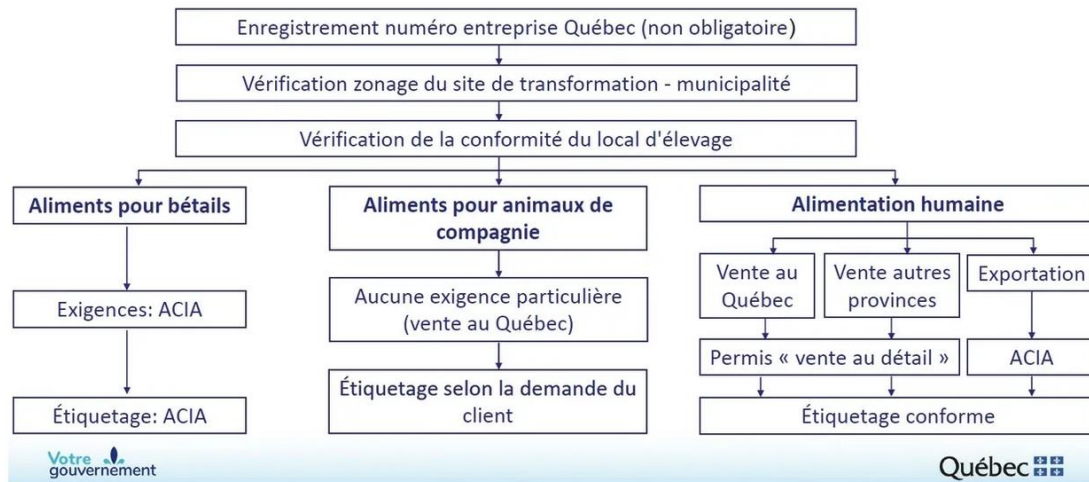 Enregistrement numéro entreprise Québec (non obligatoire)
Vérification zonage du site de transformation - municipalité
Vérification de la conformité du local d'élevage
Aliments pour bétails
Exigences: ACIA
Étiquetage: ACIA
Aliments pour animaux de
compagnie
Aucune exigence particulière
(vente au Québec)
Étiquetage selon la demande du
client
Alimentation humaine
Vente au
Québec
Vente autres
provinces
Exportation
Permis « vente au détail »
ACIA
Étiquetage conforme
Votre
gouvernement
Québec